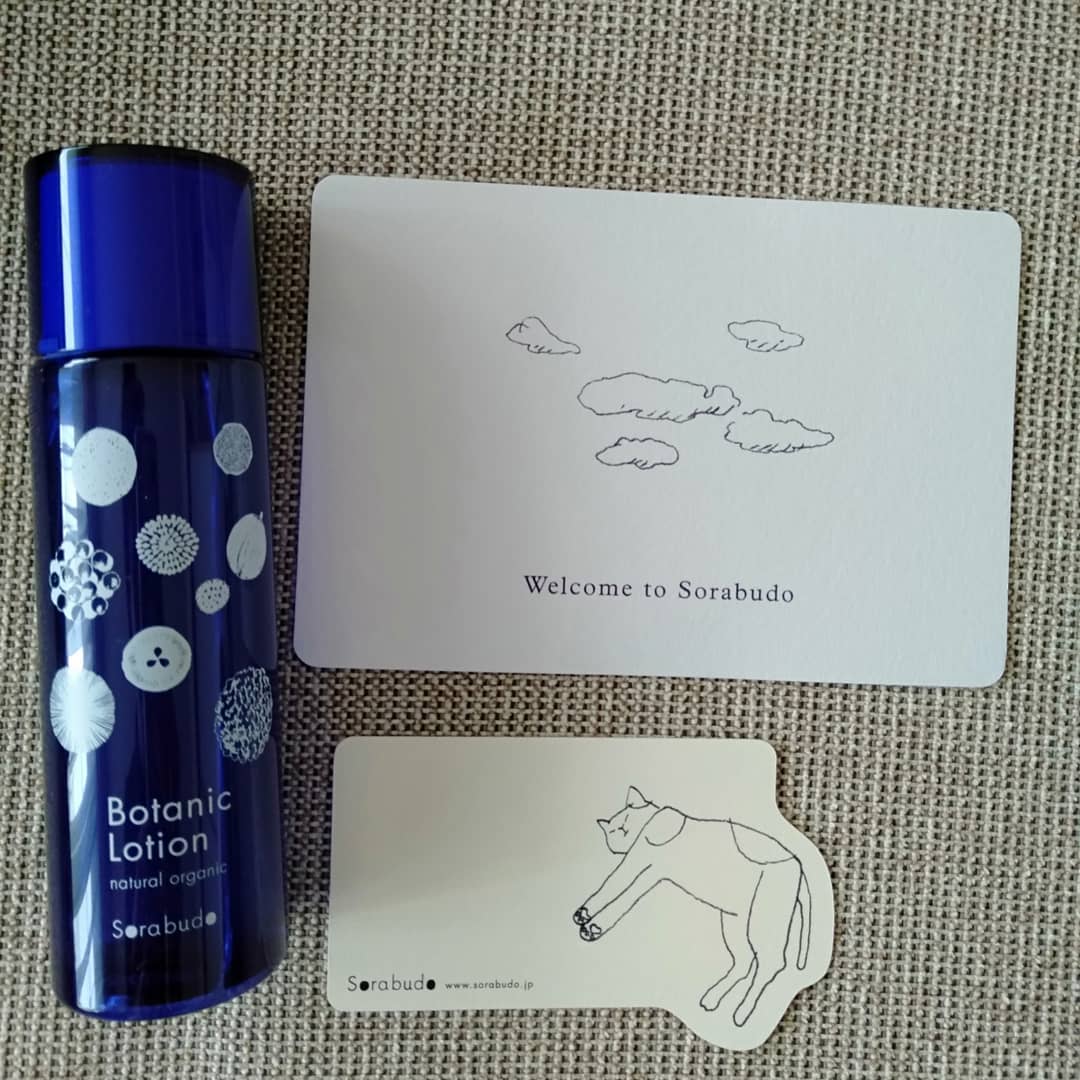 Botanic
Lotion
natural organic
Sorabudo
Welcome to Sorabudo
Sorabudo www.sorabudo.jp